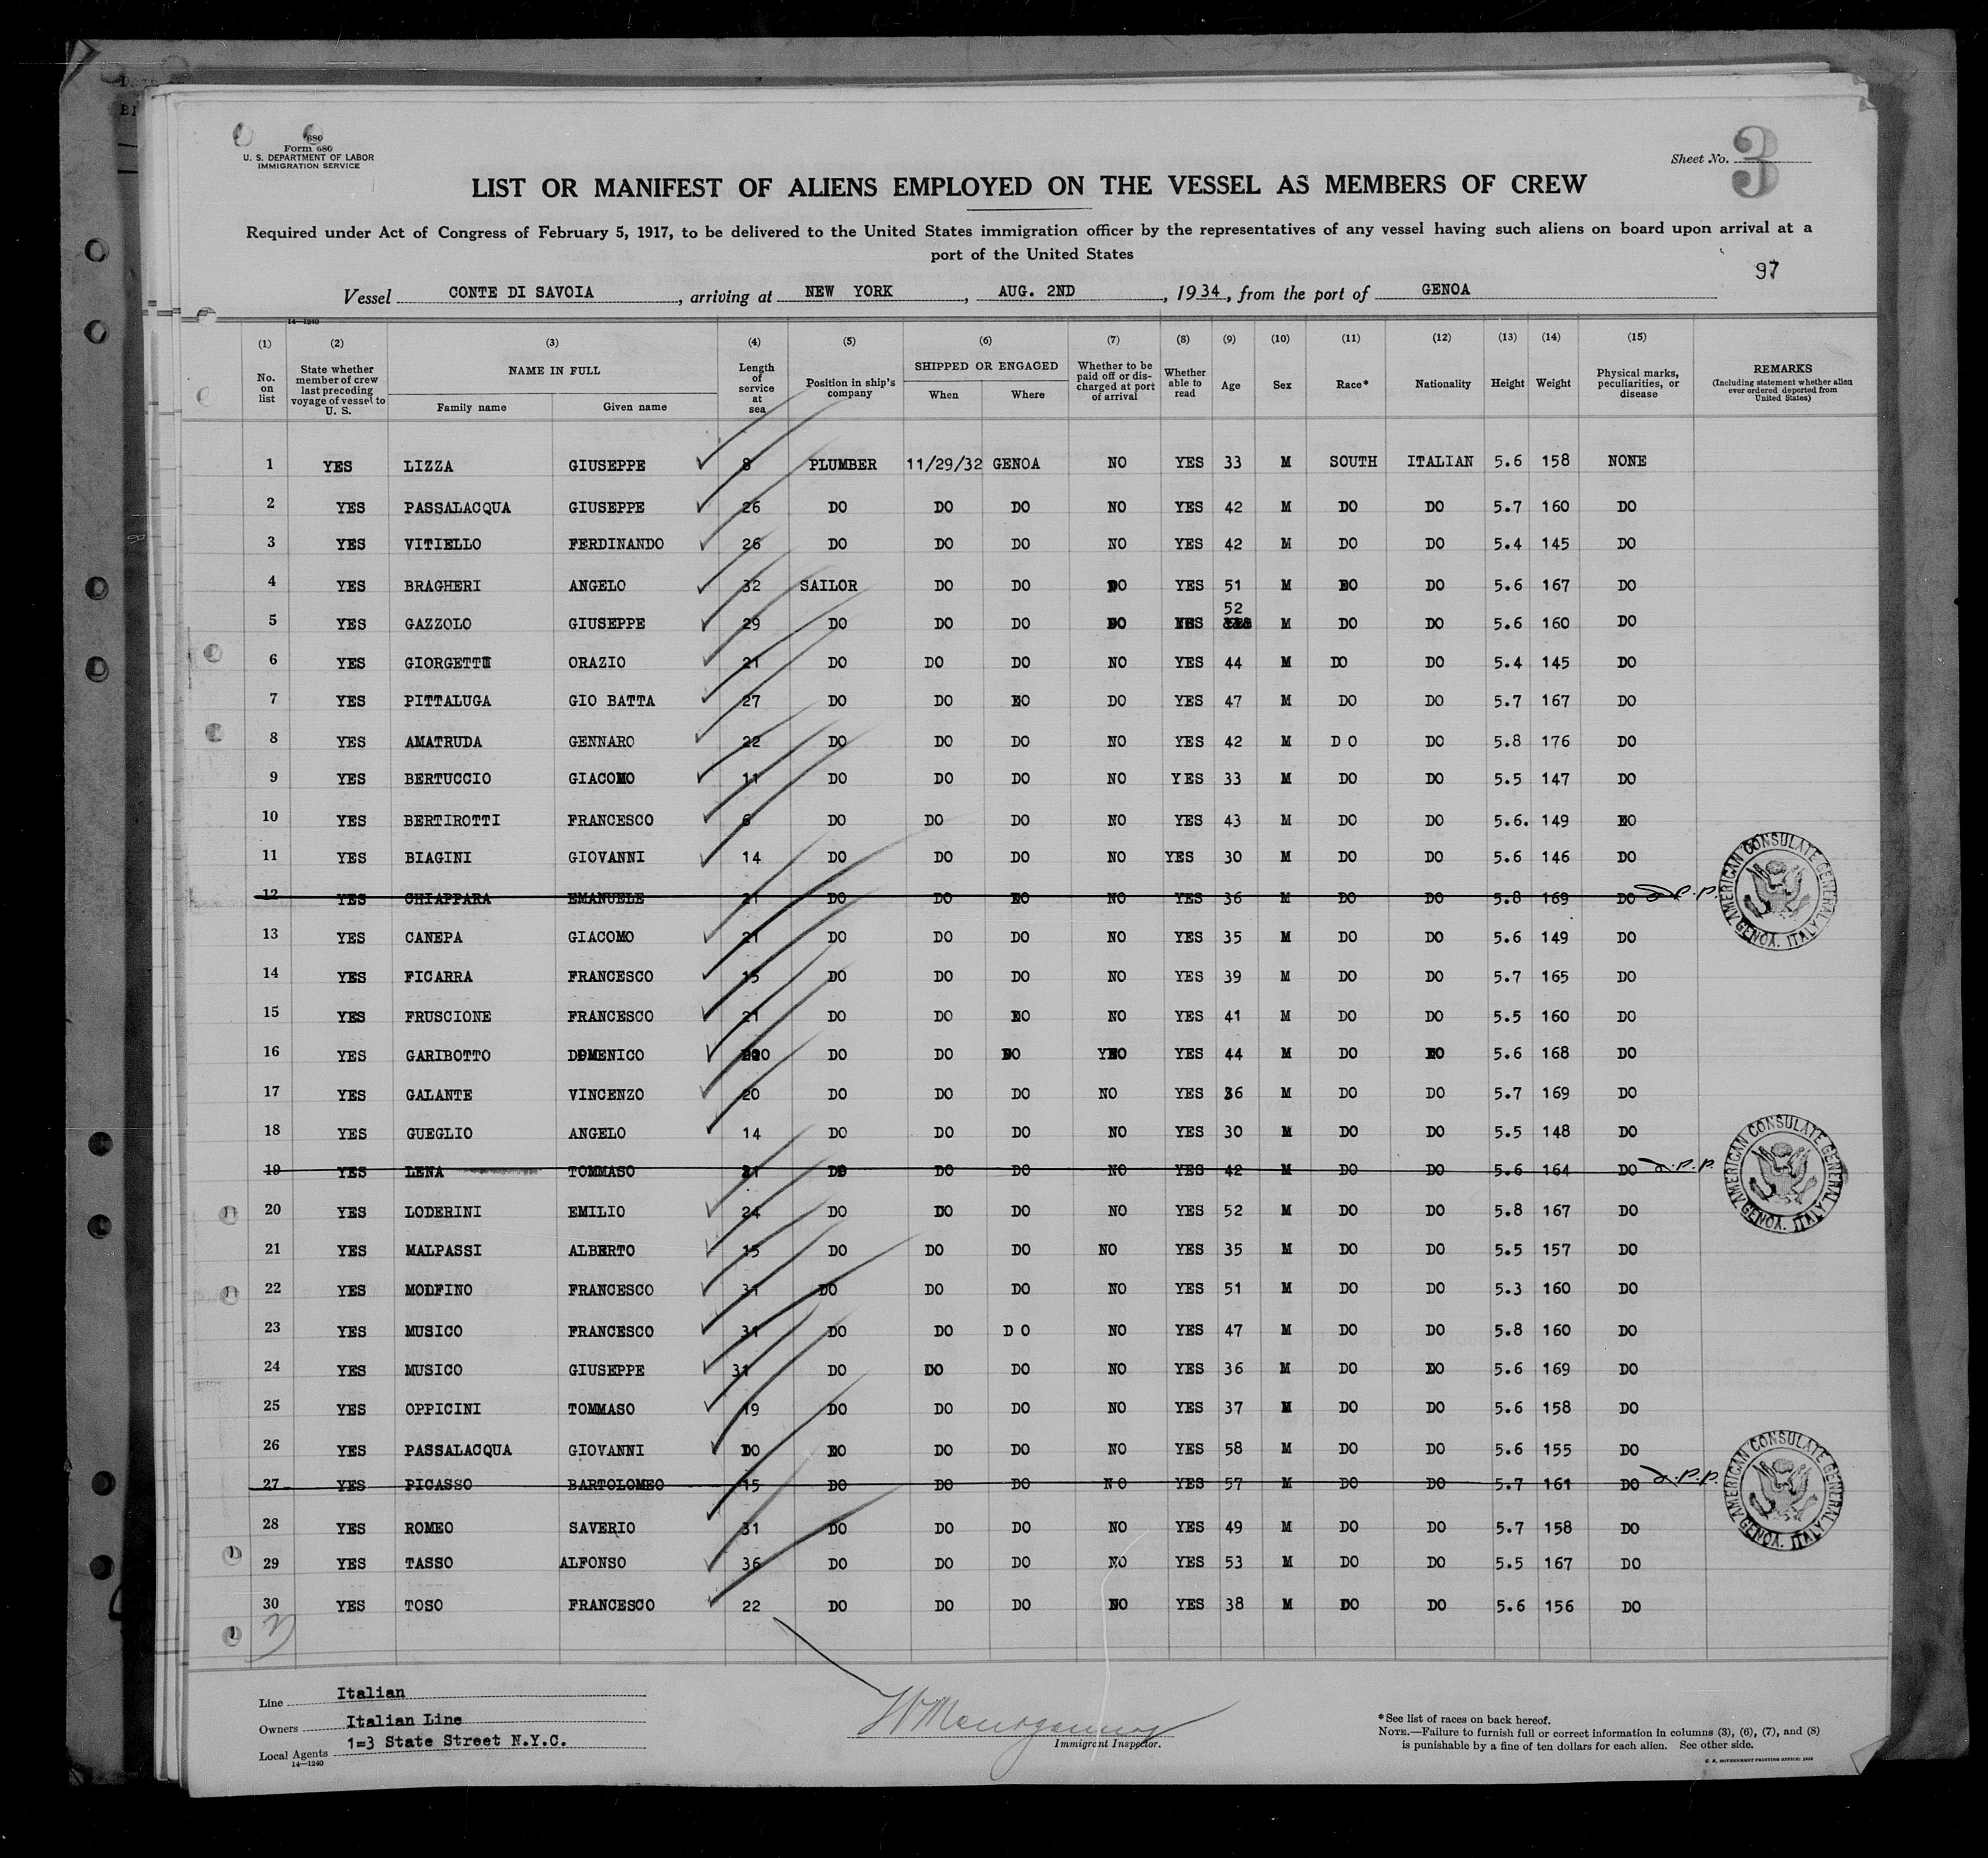 680
Form 680
U. S. DEPARTMENT OF LABOR
IMMIGRATION SERVICE
Sheet No. 3
LIST OR MANIFEST OF ALIENS EMPLOYED ON THE VESSEL AS MEMBERS OF CREW
Required under Act of Congress of February 5, 1917, to be delivered to the United States immigration officer by the representatives of any vessel having such aliens on board upon arrival at a
port of the United States
97
Vessel CONTE DI SAVOIA, arriving at NEW YORK, AUG. 2ND, 1934, from the port of GENOA
14—1240
(1) (2) (3) (4) (5) (6) (7) (8) (9) (10) (11) (12) (13) (14) (15)
No. on list | State whether member of crew last preceding voyage of vessel to U. S. | NAME IN FULL Family name Given name | Length of service at sea | Position in ship's company | SHIPPED OR ENGAGED When Where | Whether to be paid off or discharged at port of arrival | Whether able to read | Age | Sex | Race* | Nationality | Height | Weight | Physical marks, peculiarities, or disease | REMARKS (Including statement whether alien ever ordered deported from United States)
1 YES LIZZA GIUSEPPE 8 PLUMBER 11/29/32 GENOA NO YES 33 M SOUTH ITALIAN 5.6 158 NONE
2 YES PASSALACQUA GIUSEPPE 26 DO DO DO NO YES 42 M DO DO 5.7 160 DO
3 YES VITIELLO FERDINANDO 26 DO DO DO NO YES 42 M DO DO 5.4 145 DO
4 YES BRAGHERI ANGELO 32 SAILOR DO DO NO YES 51 M DO DO 5.6 167 DO
5 YES GAZZOLO GIUSEPPE 29 DO DO DO NO YES 52 M DO DO 5.6 160 DO
6 YES GIORGETTI ORAZIO 21 DO DO DO NO YES 44 M DO DO 5.4 145 DO
7 YES PITTALUGA GIO BATTA 27 DO DO DO DO YES 47 M DO DO 5.7 167 DO
8 YES AMATRUDA GENNARO 22 DO DO DO NO YES 42 M D O DO 5.8 176 DO
9 YES BERTUCCIO GIACOMO 11 DO DO DO NO YES 33 M DO DO 5.5 147 DO
10 YES BERTIROTTI FRANCESCO 6 DO DO DO NO YES 43 M DO DO 5.6. 149 DO
11 YES BIAGINI GIOVANNI 14 DO DO DO NO YES 30 M DO DO 5.6 146 DO
12 YES CHIAPPARA EMANUELE 21 DO DO DO NO YES 36 M DO DO 5.8 169 DO
AMERICAN CONSULATE GENERAL GENOA, ITALY
13 YES CANEPA GIACOMO 21 DO DO DO NO YES 35 M DO DO 5.6 149 DO
14 YES FICARRA FRANCESCO 15 DO DO DO NO YES 39 M DO DO 5.7 165 DO
15 YES FRUSCIONE FRANCESCO 21 DO DO DO NO YES 41 M DO DO 5.5 160 DO
16 YES GARIBOTTO DOMENICO 20 DO DO DO NO YES 44 M DO DO 5.6 168 DO
17 YES GALANTE VINCENZO 20 DO DO DO NO YES 36 M DO DO 5.7 169 DO
18 YES GUEGLIO ANGELO 14 DO DO DO NO YES 30 M DO DO 5.5 148 DO
19 YES LENA TOMMASO 21 DO DO DO NO YES 42 M DO DO 5.6 164 DO
AMERICAN CONSULATE GENERAL GENOA, ITALY
20 YES LODERINI EMILIO 24 DO DO DO NO YES 52 M DO DO 5.8 167 DO
21 YES MALPASSI ALBERTO 15 DO DO DO NO YES 35 M DO DO 5.5 157 DO
22 YES MOLFINO FRANCESCO 31 DO DO DO NO YES 51 M DO DO 5.3 160 DO
23 YES MUSICO FRANCESCO 31 DO DO D O NO YES 47 M DO DO 5.8 160 DO
24 YES MUSICO GIUSEPPE 31 DO DO DO NO YES 36 M DO DO 5.6 169 DO
25 YES OPPICINI TOMMASO 19 DO DO DO NO YES 37 M DO DO 5.6 158 DO
26 YES PASSALACQUA GIOVANNI DO DO DO NO YES 58 M DO DO 5.6 155 DO
27 YES PICASSO BARTOLOMEO 15 DO DO DO N O YES 57 M DO DO 5.7 161 DO
AMERICAN CONSULATE GENERAL GENOA, ITALY
28 YES ROMEO SAVERIO 31 DO DO DO NO YES 49 M DO DO 5.7 158 DO
29 YES TASSO ALFONSO 36 DO DO DO NO YES 53 M DO DO 5.5 167 DO
30 YES TOSO FRANCESCO 22 DO DO DO NO YES 38 M DO DO 5.6 156 DO
Line Italian
Owners Italian Line
Local Agents 1=3 State Street N.Y.C.
14—1240
Immigrant Inspector.
*See list of races on back hereof.
NOTE.—Failure to furnish full or correct information in columns (3), (6), (7), and (8)
is punishable by a fine of ten dollars for each alien. See other side.